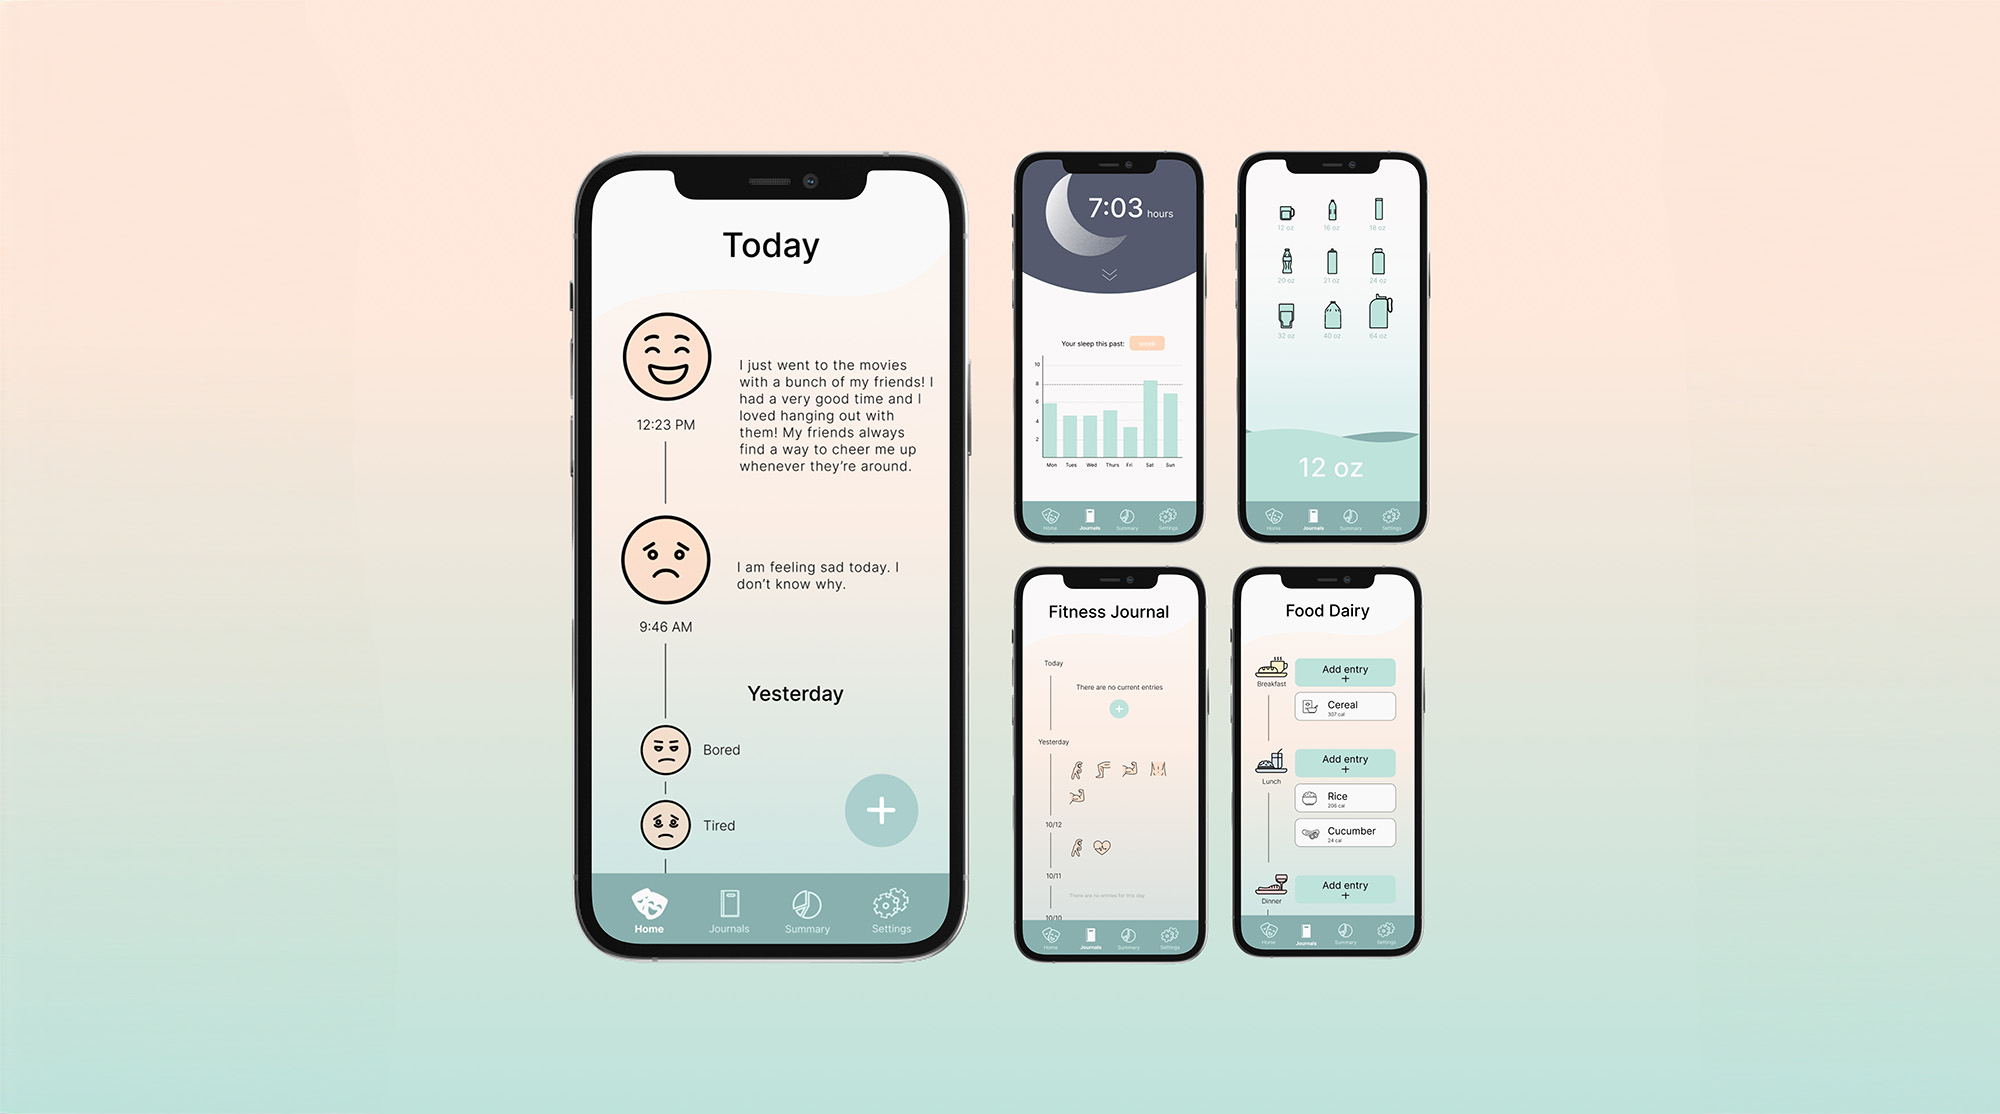 Today
I just went to the movies
with a bunch of my friends! I
had a very good time and I
loved hanging out with
them! My friends always
find a way to cheer me up
whenever they're around.
12:23 PM
I am feeling sad today. I
don't know why.
9:46 AM
Yesterday
Bored
Tired
+
Home
Journals
Summary
Settings
7:03 hours
Your sleep this past: week
10
8
6
4
2
Mon Tues Wed Thurs Fri Sat Sun
Home Journals Summary Settings
12 oz 16 oz 18 oz
20 oz 21 oz 24 oz
32 oz 40 oz 64 oz
12 oz
Home Journals Summary Settings
Fitness Journal
Today
There are no current entries
+
Yesterday
10/12
10/11
There are no entries for this day
10/10
Home Journals Summary Settings
Food Dairy
Breakfast
Add entry
+
Cereal
307 cal
Lunch
Add entry
+
Rice
206 cal
Cucumber
24 cal
Dinner
Add entry
+
Home Journals Summary Settings